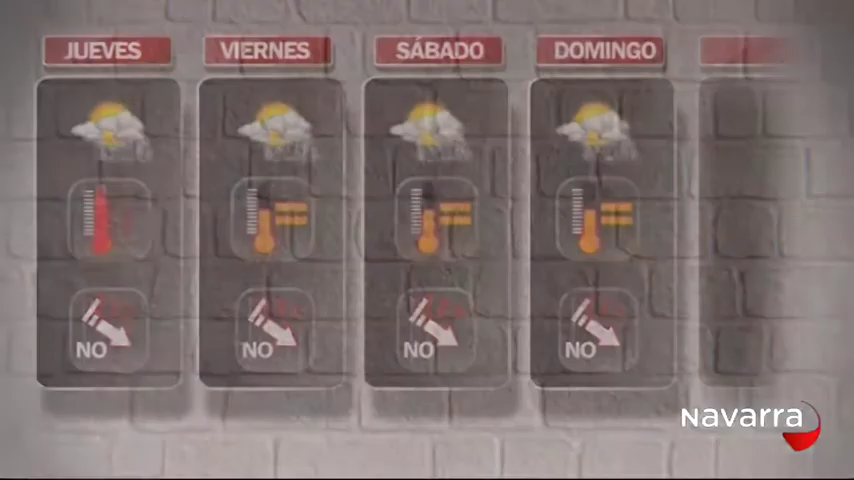 JUEVES
VIERNES
SÁBADO
DOMINGO
NO
NO
NO
NO
Navarra